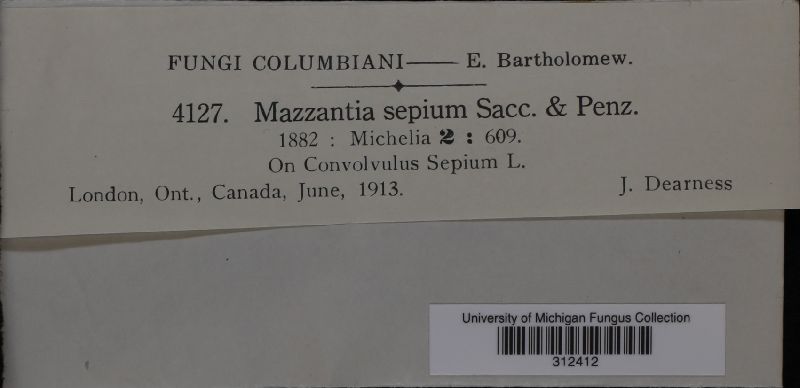 FUNGI COLUMBIANI—— E. Bartholomew.
4127. Mazzantia sepium Sacc. & Penz.
1882 : Michelia 2 : 609.
On Convolvulus Sepium L.
London, Ont., Canada, June, 1913. J. Dearness
University of Michigan Fungus Collection
312412